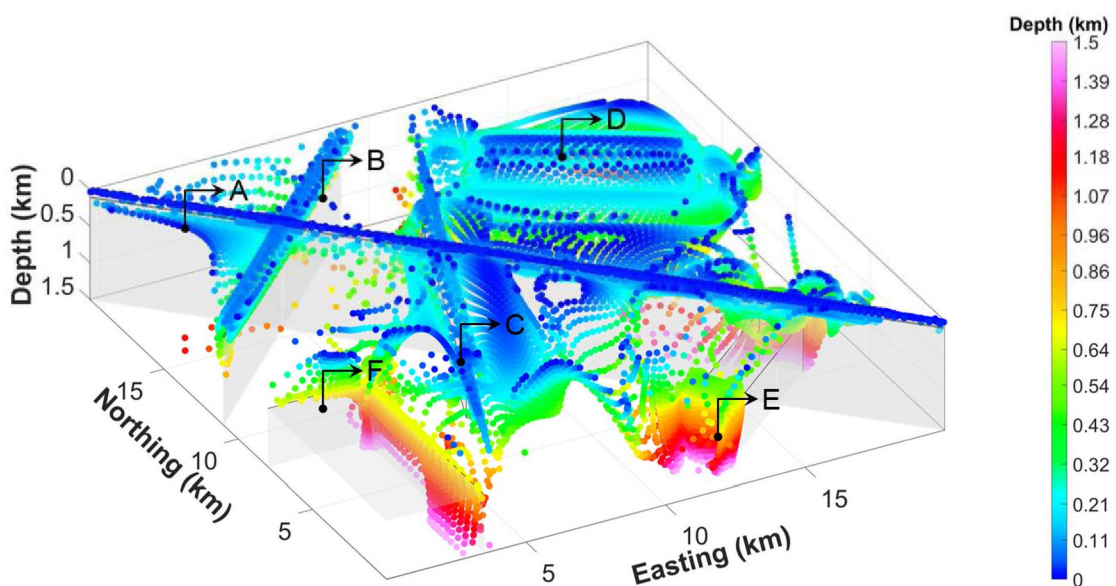 Depth (km)
1.5
1.39
1.28
1.18
1.07
0.96
0.86
0.75
0.64
0.54
0.43
0.32
0.21
0.11
0
D
B
A
C
F
E
0
0.5
1
1.5
Depth (km)
15
10
5
Northing (km)
5
10
15
Easting (km)